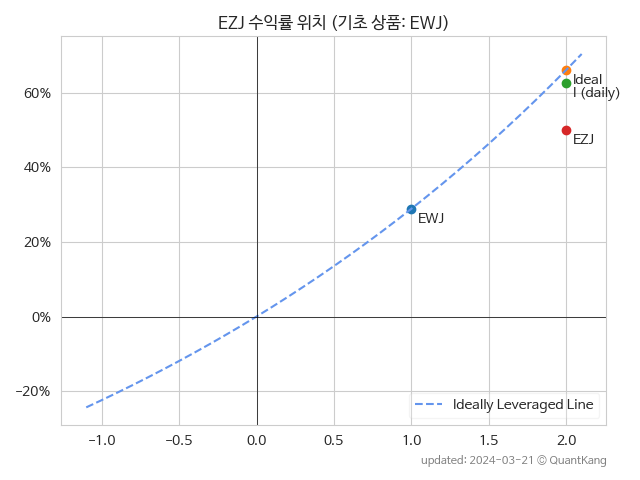 EZJ 수익률 위치 (기초 상품: EWJ)
60%
40%
20%
0%
−20%
Ideal
I (daily)
EZJ
EWJ
Ideally Leveraged Line
−1.0 −0.5 0.0 0.5 1.0 1.5 2.0
updated: 2024-03-21 © QuantKang